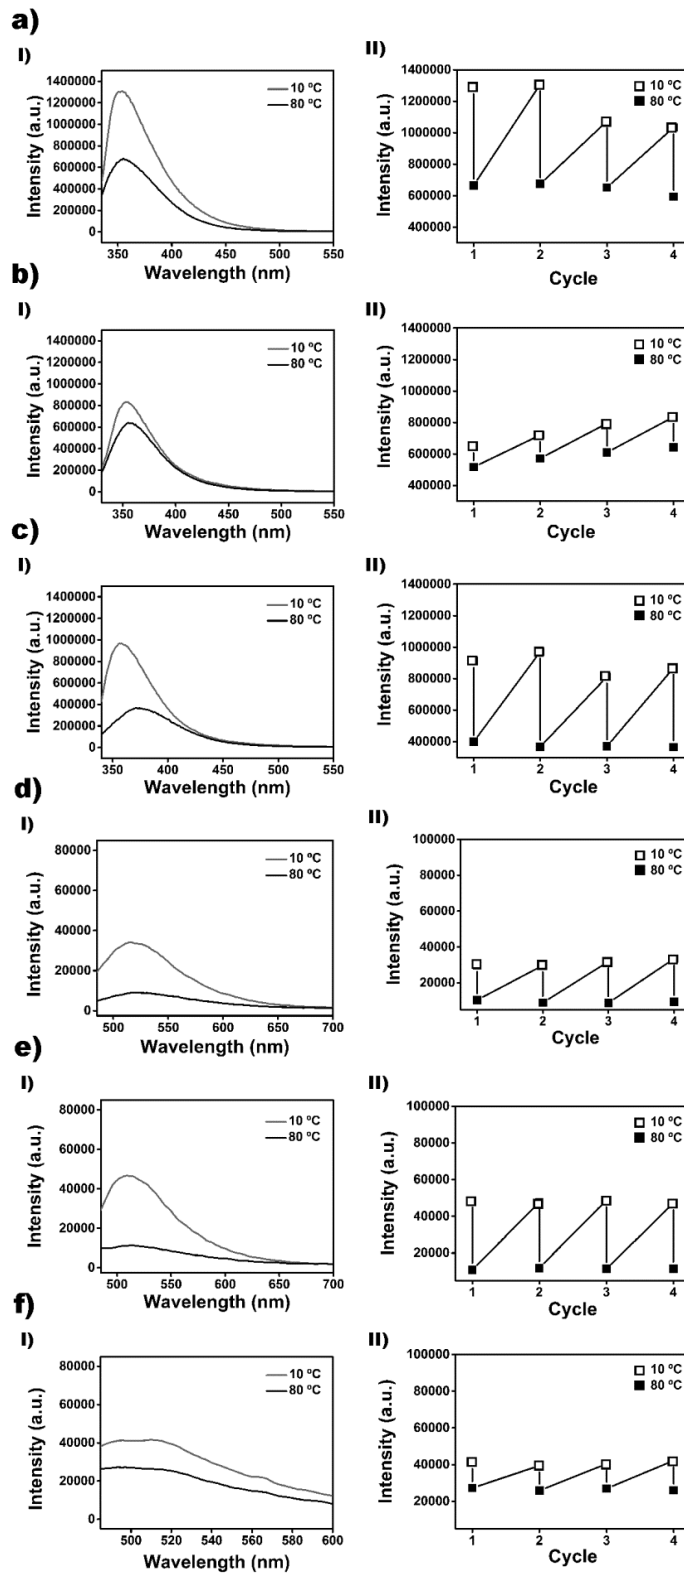 a)
I)
Intensity (a.u.)
1400000
1200000
1000000
800000
600000
400000
200000
0
10 ºC
80 ºC
350 400 450 500 550
Wavelength (nm)
II)
Intensity (a.u.)
1400000
1200000
1000000
800000
600000
400000
10 ºC
80 ºC
1 2 3 4
Cycle
b)
I)
Intensity (a.u.)
1400000
1200000
1000000
800000
600000
400000
200000
0
10 ºC
80 ºC
350 400 450 500 550
Wavelength (nm)
II)
Intensity (a.u.)
1400000
1200000
1000000
800000
600000
400000
10 ºC
80 ºC
1 2 3 4
Cycle
c)
I)
Intensity (a.u.)
1400000
1200000
1000000
800000
600000
400000
200000
0
10 ºC
80 ºC
350 400 450 500 550
Wavelength (nm)
II)
Intensity (a.u.)
1400000
1200000
1000000
800000
600000
400000
10 ºC
80 ºC
1 2 3 4
Cycle
d)
I)
Intensity (a.u.)
80000
60000
40000
20000
0
10 ºC
80 ºC
500 550 600 650 700
Wavelength (nm)
II)
Intensity (a.u.)
100000
80000
60000
40000
20000
10 ºC
80 ºC
1 2 3 4
Cycle
e)
I)
Intensity (a.u.)
80000
60000
40000
20000
0
10 ºC
80 ºC
500 550 600 650 700
Wavelength (nm)
II)
Intensity (a.u.)
100000
80000
60000
40000
20000
10 ºC
80 ºC
1 2 3 4
Cycle
f)
I)
Intensity (a.u.)
80000
60000
40000
20000
0
10 ºC
80 ºC
500 520 540 560 580 600
Wavelength (nm)
II)
Intensity (a.u.)
100000
80000
60000
40000
20000
10 ºC
80 ºC
1 2 3 4
Cycle